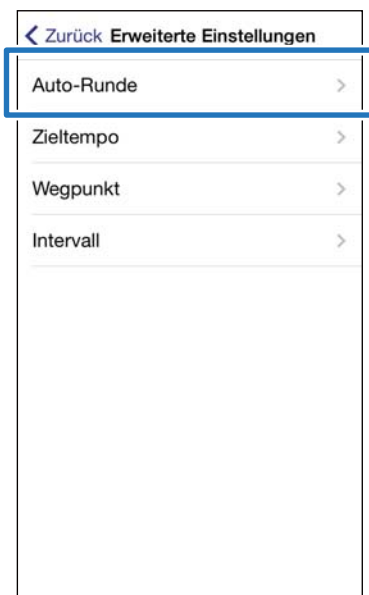 Zurück Erweiterte Einstellungen
Auto-Runde
Zieltempo
Wegpunkt
Intervall